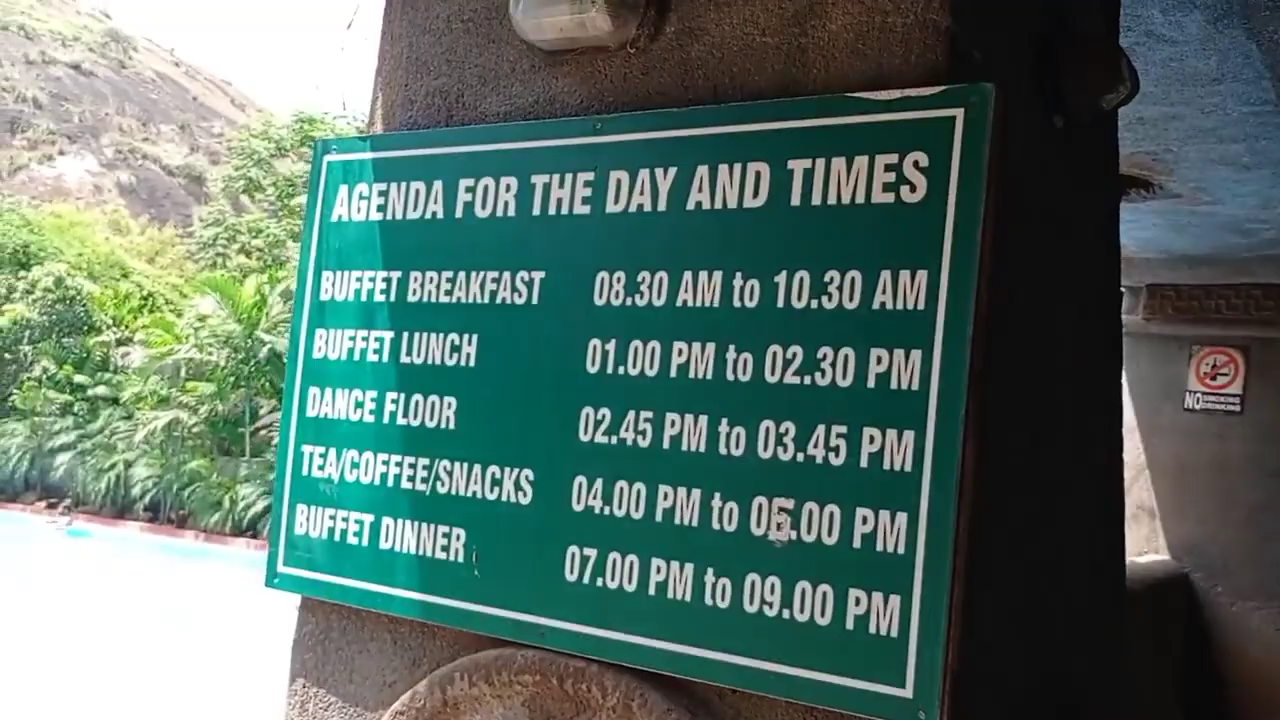 AGENDA FOR THE DAY AND TIMES
BUFFET BREAKFAST 08.30 AM to 10.30 AM
BUFFET LUNCH 01.00 PM to 02.30 PM
DANCE FLOOR 02.45 PM to 03.45 PM
TEA/COFFEE/SNACKS 04.00 PM to 05.00 PM
BUFFET DINNER 07.00 PM to 09.00 PM
NO SMOKING DRINKING